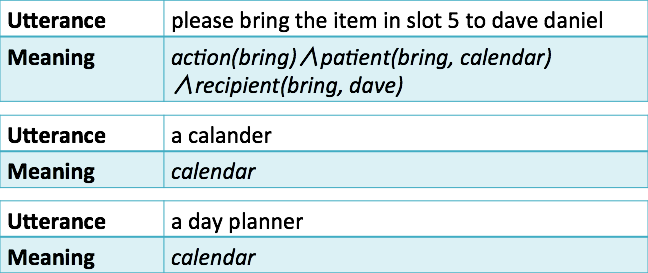 Utterance please bring the item in slot 5 to dave daniel
Meaning action(bring)∧patient(bring, calendar)
∧recipient(bring, dave)
Utterance a calander
Meaning calendar
Utterance a day planner
Meaning calendar